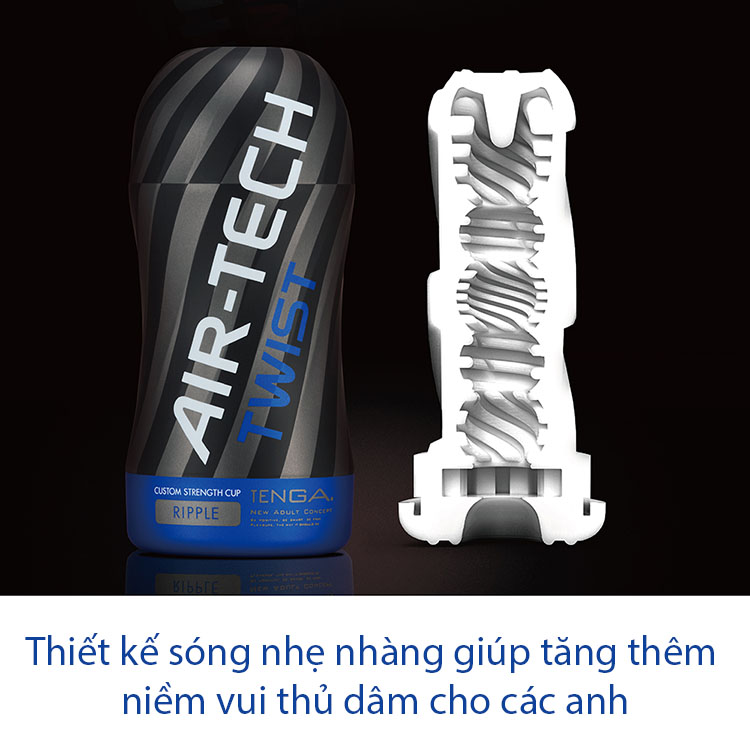 AIR-TECH
TWIST
CUSTOM STRENGTH CUP
RIPPLE
TENGA.
NEW ADULT CONCEPT
Thiết kế sóng nhẹ nhàng giúp tăng thêm
niềm vui thủ dâm cho các anh